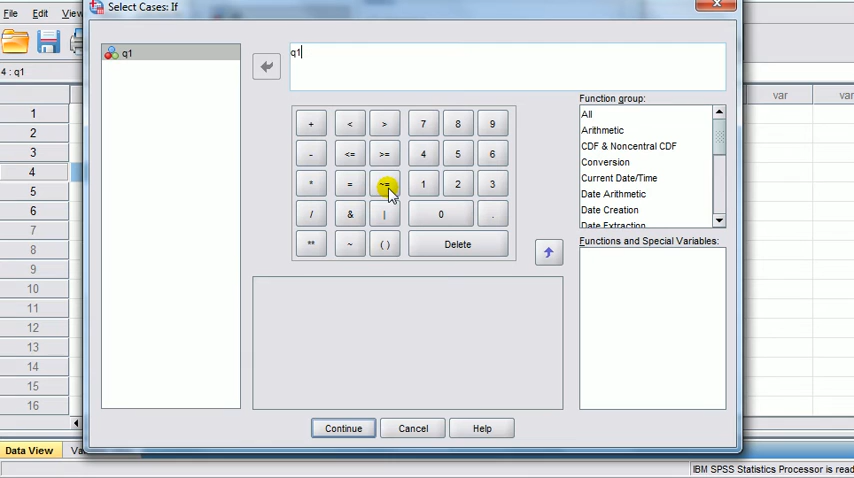 Select Cases: If
File
Edit
4 : q1
q1
q1
var
var
1
2
3
4
5
6
7
8
9
10
11
12
13
14
15
16
+ < > 7 8 9
- <= >= 4 5 6
* = ~= 1 2 3
/ & | 0 .
** ~ ( ) Delete
Function group:
All
Arithmetic
CDF & Noncentral CDF
Conversion
Current Date/Time
Date Arithmetic
Date Creation
Date Extraction
Functions and Special Variables:
Continue Cancel Help
Data View
IBM SPSS Statistics Processor is read